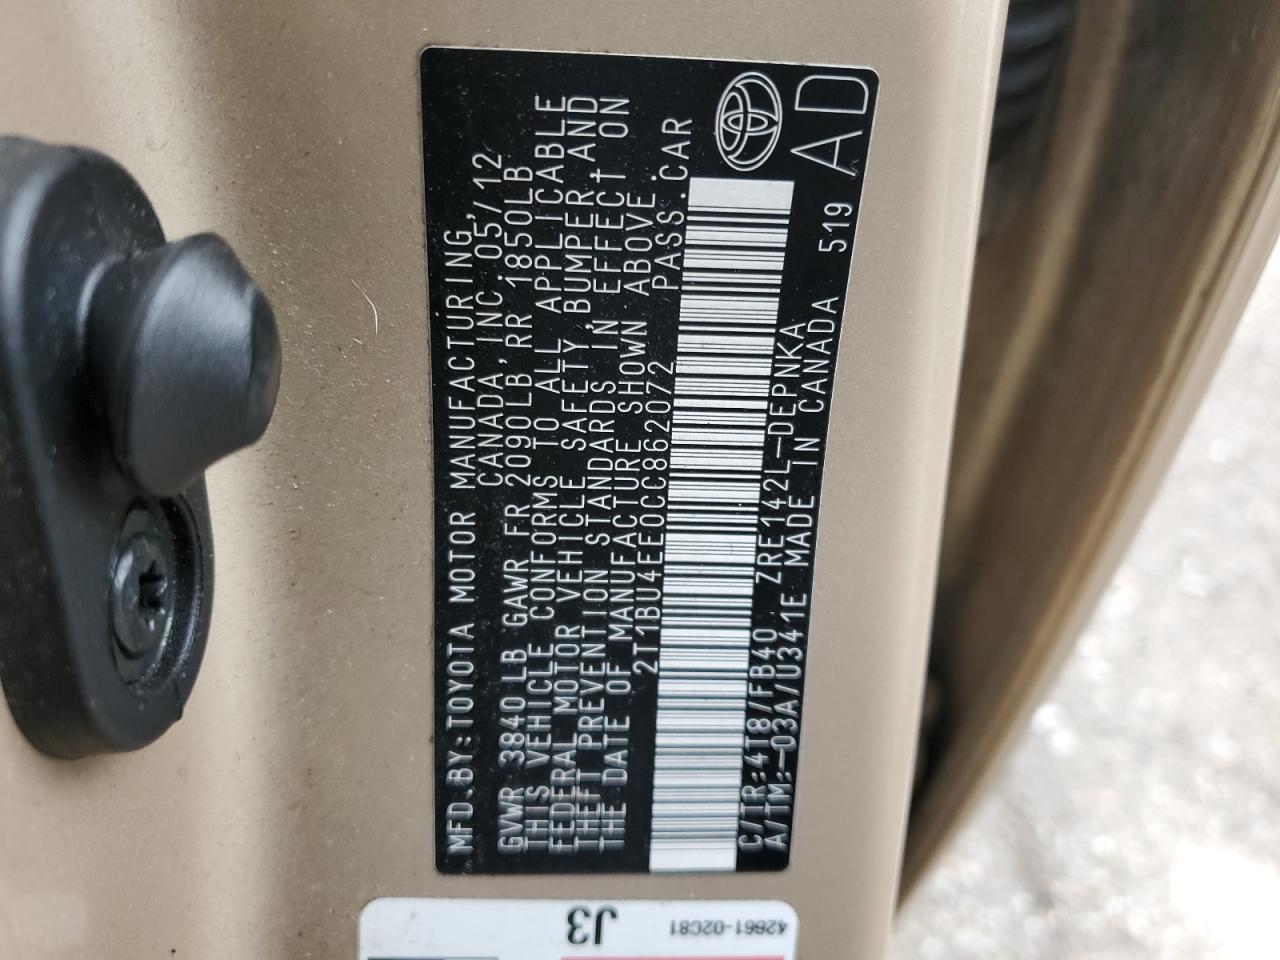 MFD.BY:TOYOTA MOTOR MANUFACTURING,
CANADA,INC.05/12
GVWR 3840LB GAWR FR 2090LB,RR 1850LB
THIS VEHICLE CONFORMS TO ALL APPLICABLE
FEDERAL MOTOR VEHICLE SAFETY,BUMPER,AND
THEFT PREVENTION STANDARDS IN EFFECT ON
THE DATE OF MANUFACTURE SHOWN ABOVE.
2T1BU4EE0CC862072 PASS.CAR
C/TR:4T8/FB40 ZRE142L-DEPNKA
A/TM:-03A/U341E MADE IN CANADA 519
AD
J3
42661-02C81